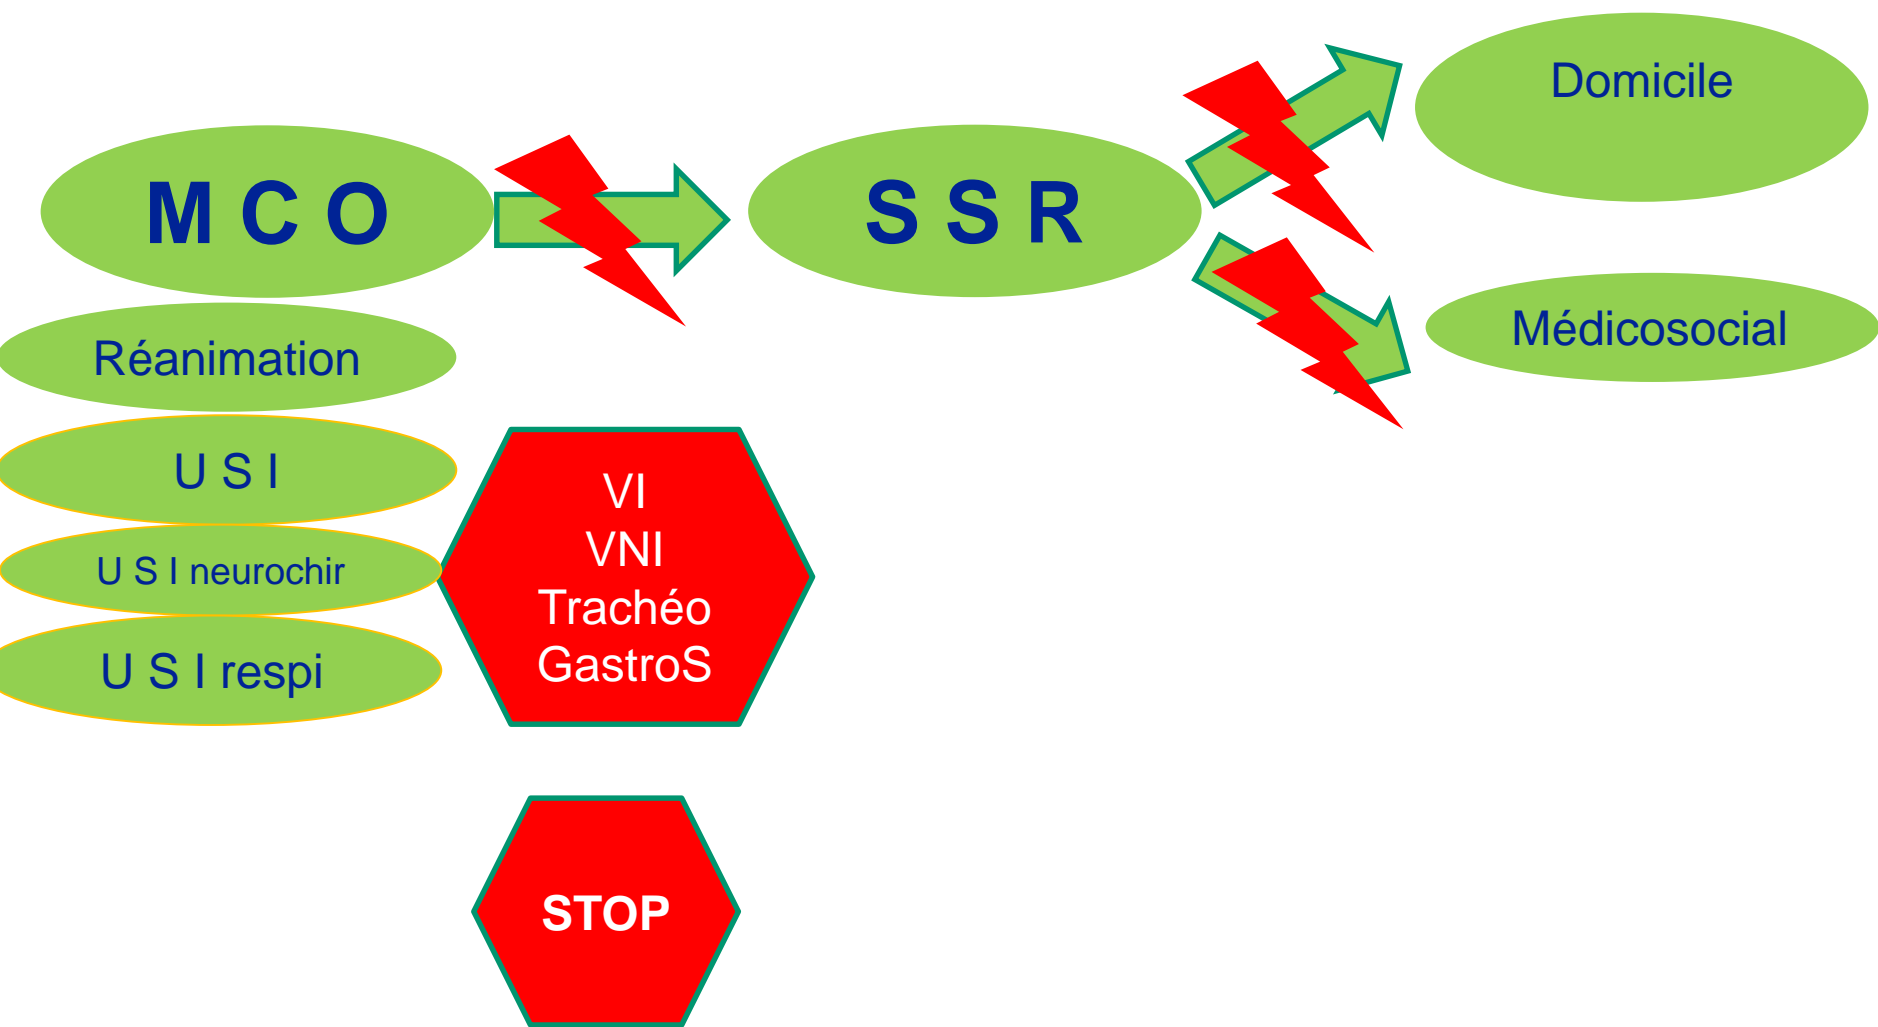 M C O
S S R
Domicile
Médicosocial
Réanimation
U S I
U S I neurochir
U S I respi
VI
VNI
Trachéo
GastroS
STOP